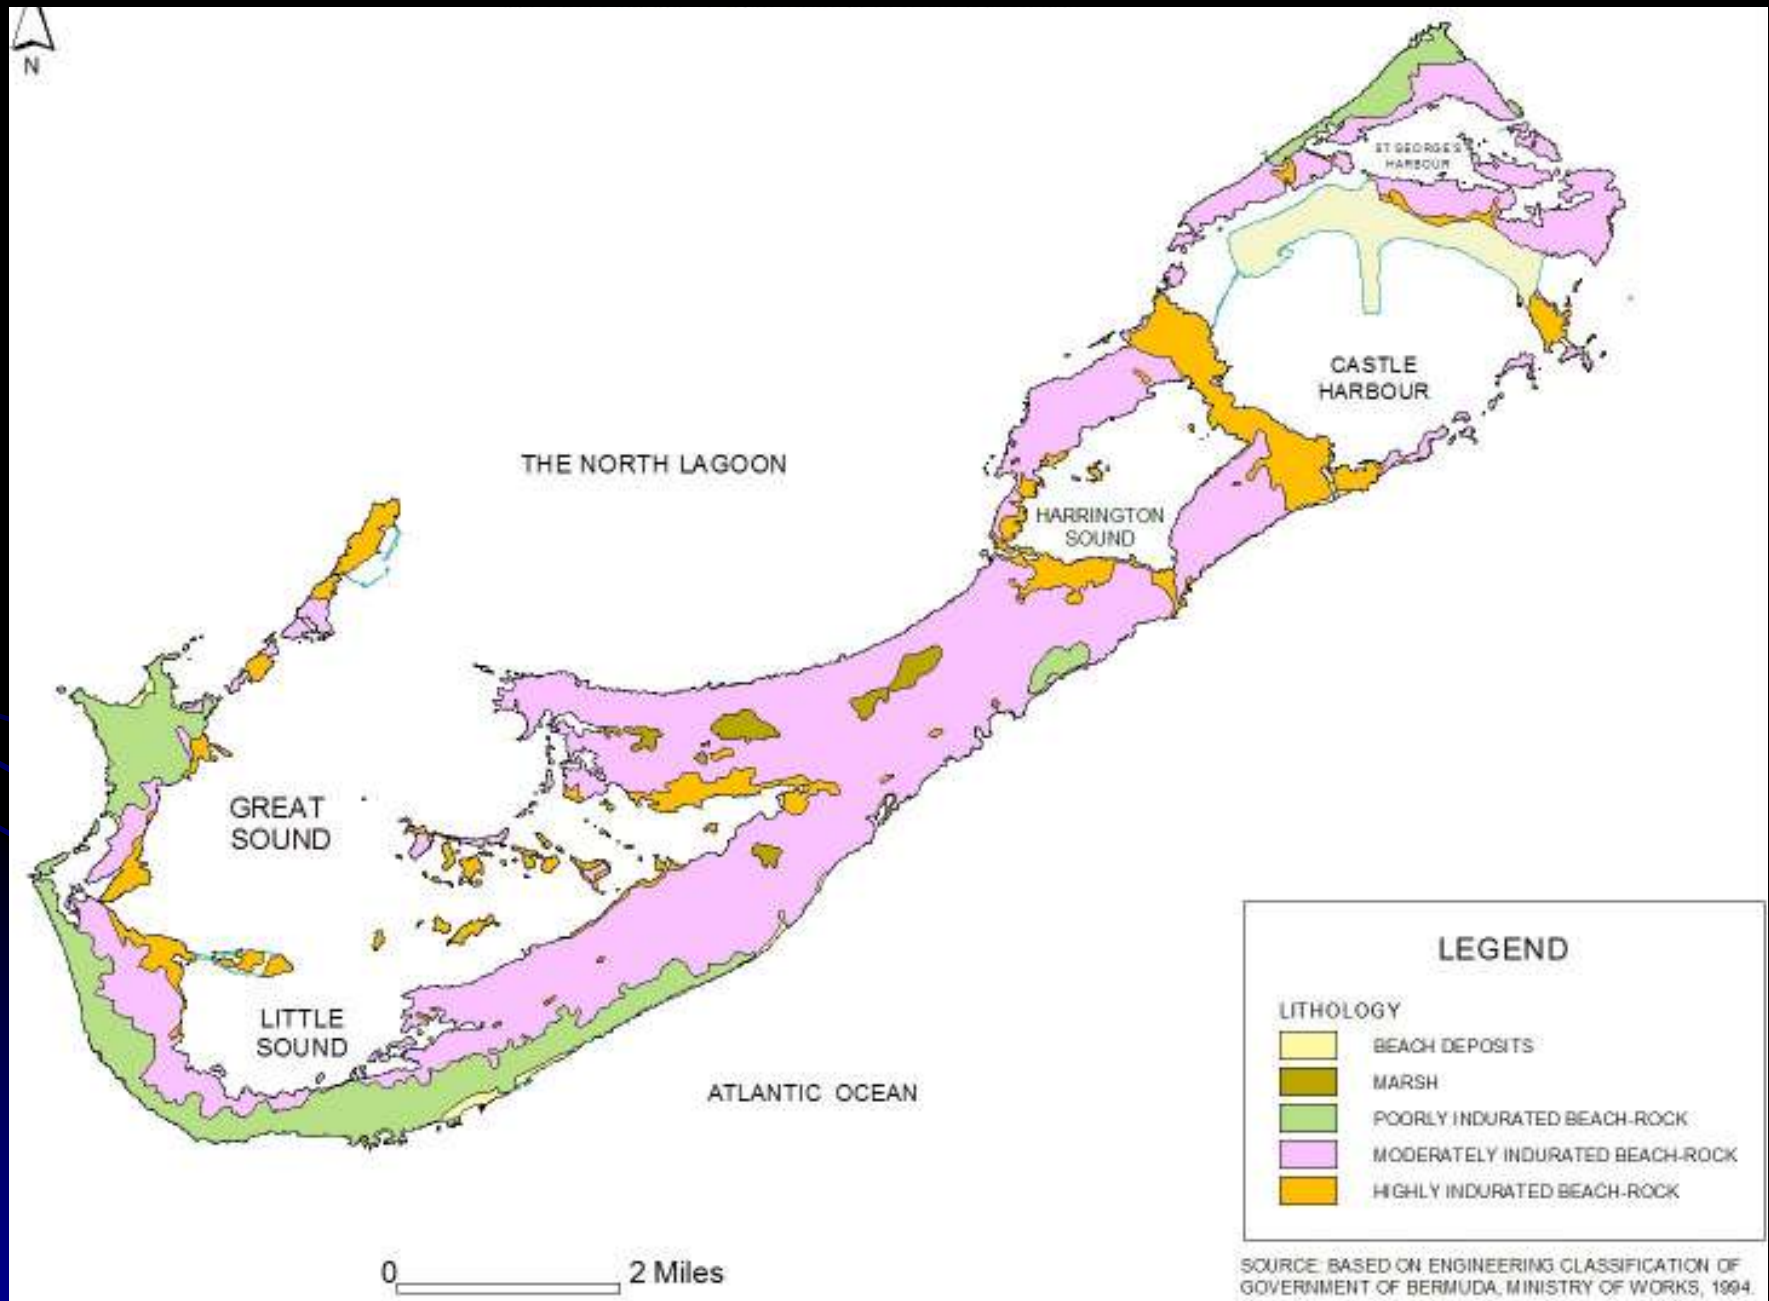 N
ST GEORGE'S
HARBOUR
CASTLE
HARBOUR
THE NORTH LAGOON
HARRINGTON
SOUND
GREAT
SOUND
LITTLE
SOUND
ATLANTIC OCEAN
LEGEND
LITHOLOGY
BEACH DEPOSITS
MARSH
POORLY INDURATED BEACH-ROCK
MODERATELY INDURATED BEACH-ROCK
HIGHLY INDURATED BEACH-ROCK
0 2 Miles
SOURCE: BASED ON ENGINEERING CLASSIFICATION OF
GOVERNMENT OF BERMUDA, MINISTRY OF WORKS, 1994.